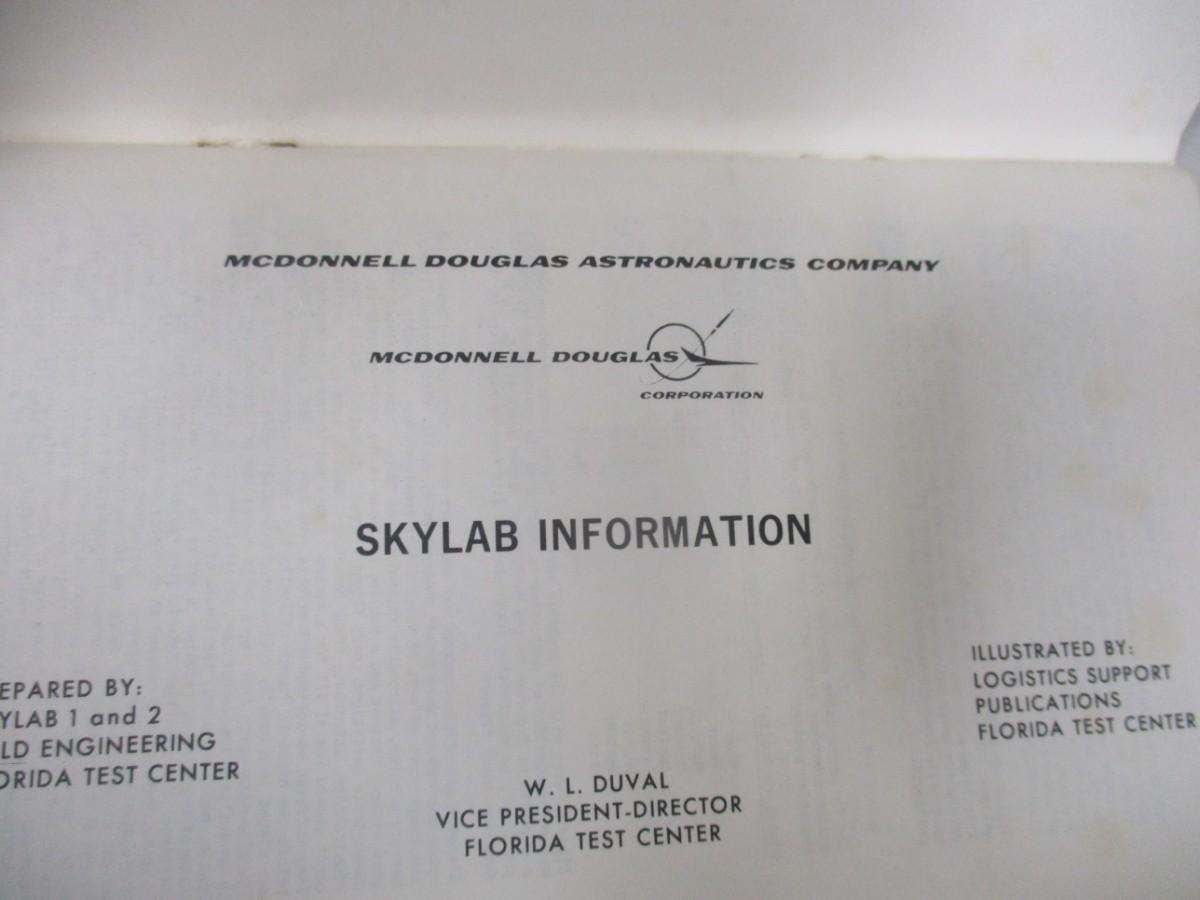 MCDONNELL DOUGLAS ASTRONAUTICS COMPANY
MCDONNELL DOUGLAS
CORPORATION
SKYLAB INFORMATION
EPARED BY:
YLAB 1 and 2
LD ENGINEERING
ORIDA TEST CENTER
W. L. DUVAL
VICE PRESIDENT-DIRECTOR
FLORIDA TEST CENTER
ILLUSTRATED BY:
LOGISTICS SUPPORT
PUBLICATIONS
FLORIDA TEST CENTER